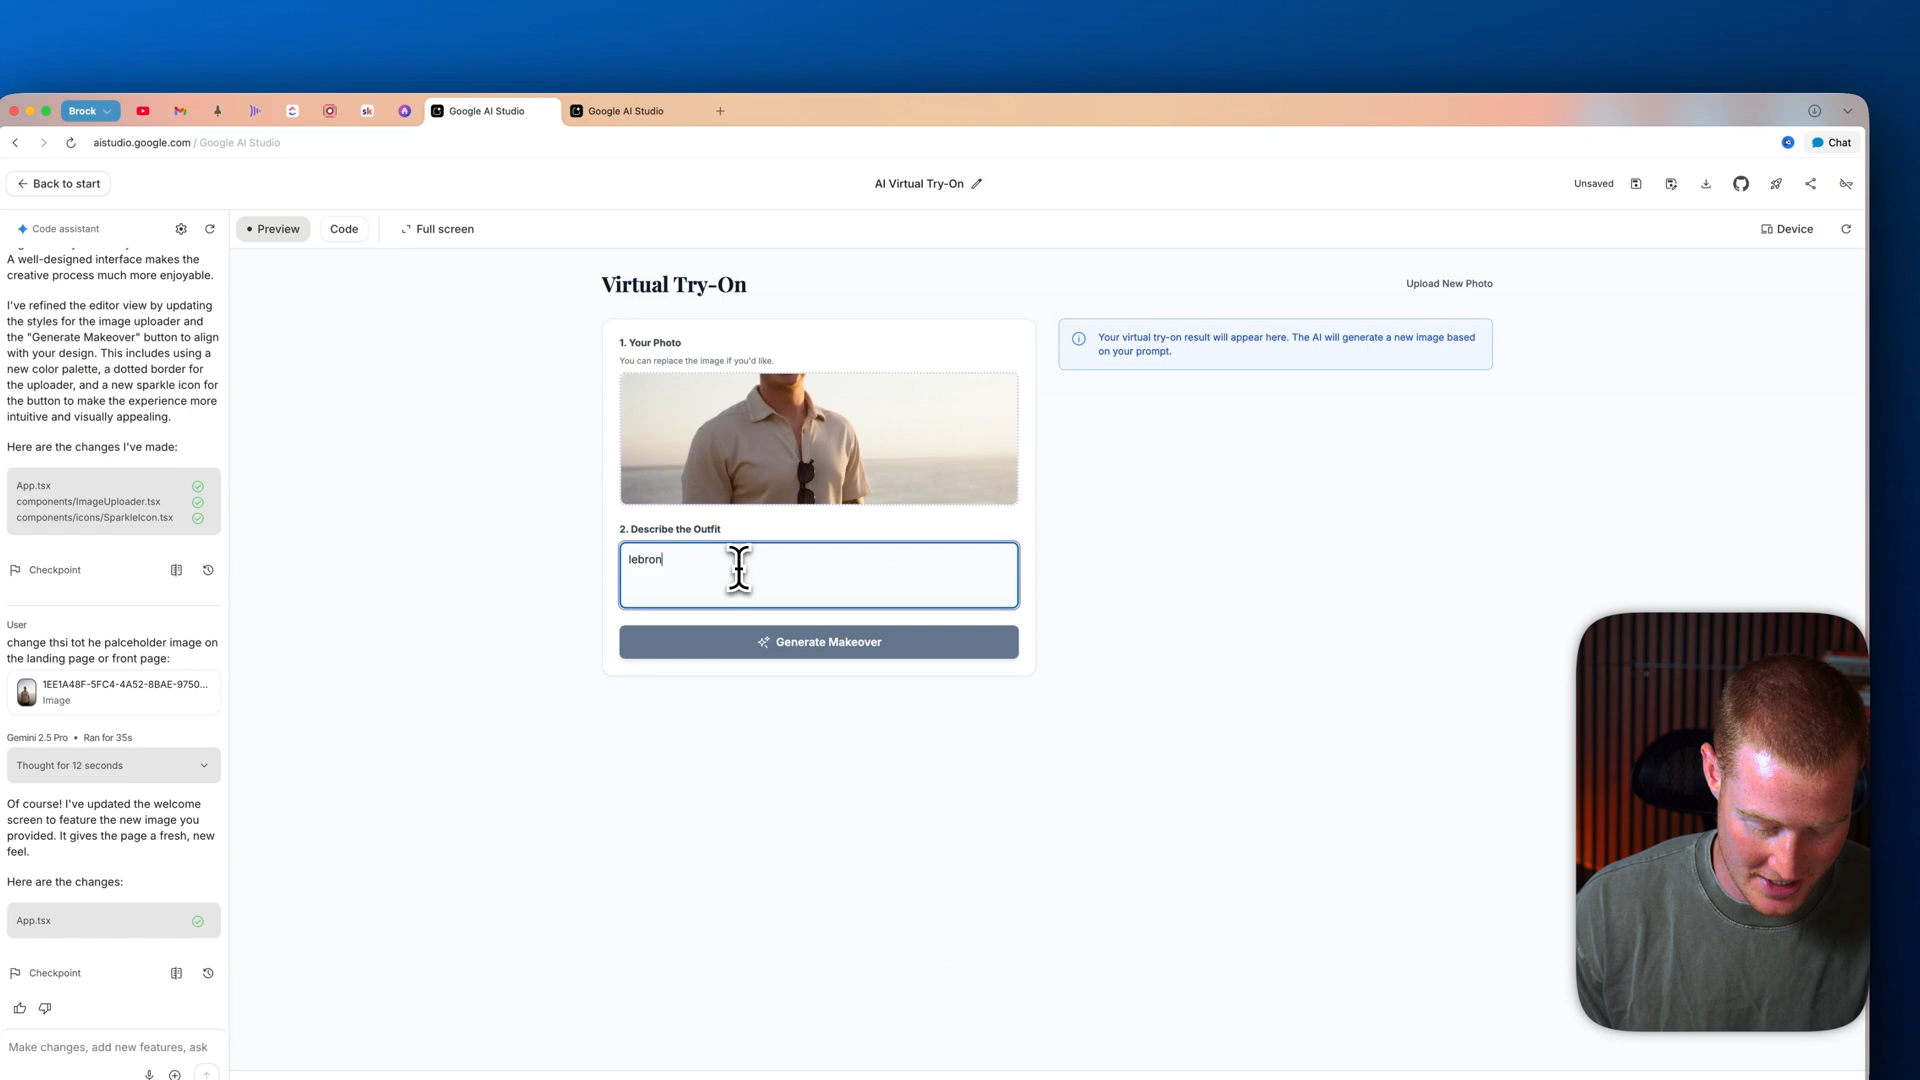 Brock
sk
Google AI Studio
Google AI Studio
aistudio.google.com / Google AI Studio
Chat
Back to start
AI Virtual Try-On
Unsaved
Code assistant
Preview
Code
Full screen
Device
A well-designed interface makes the
creative process much more enjoyable.
I've refined the editor view by updating
the styles for the image uploader and
the "Generate Makeover" button to align
with your design. This includes using a
new color palette, a dotted border for
the uploader, and a new sparkle icon for
the button to make the experience more
intuitive and visually appealing.
Here are the changes I've made:
App.tsx
components/ImageUploader.tsx
components/icons/SparkleIcon.tsx
Checkpoint
User
change thsi tot he palceholder image on
the landing page or front page:
1EE1A48F-5FC4-4A52-8BAE-9750...
Image
Gemini 2.5 Pro • Ran for 35s
Thought for 12 seconds
Of course! I've updated the welcome
screen to feature the new image you
provided. It gives the page a fresh, new
feel.
Here are the changes:
App.tsx
Checkpoint
Make changes, add new features, ask
Virtual Try-On
Upload New Photo
1. Your Photo
You can replace the image if you'd like.
2. Describe the Outfit
lebron
Generate Makeover
Your virtual try-on result will appear here. The AI will generate a new image based
on your prompt.